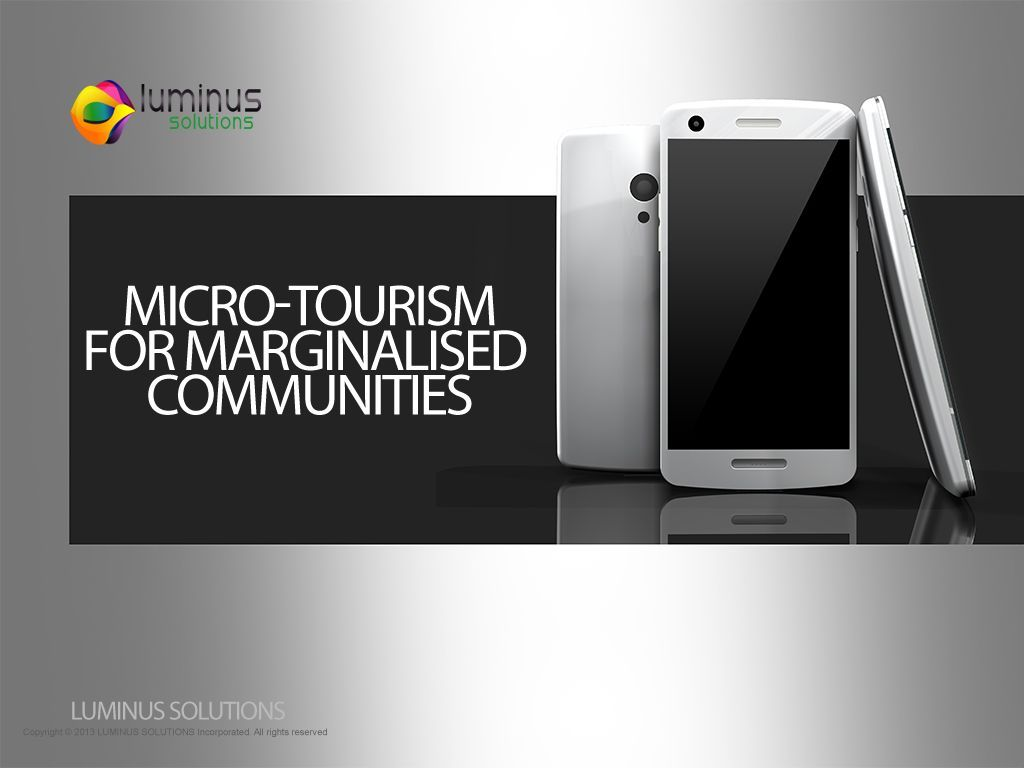 luminus
solutions
MICRO-TOURISM
FOR MARGINALISED
COMMUNITIES
LUMINUS SOLUTIONS
Copyright © 2013 LUMINUS SOLUTIONS Incorporated. All rights reserved